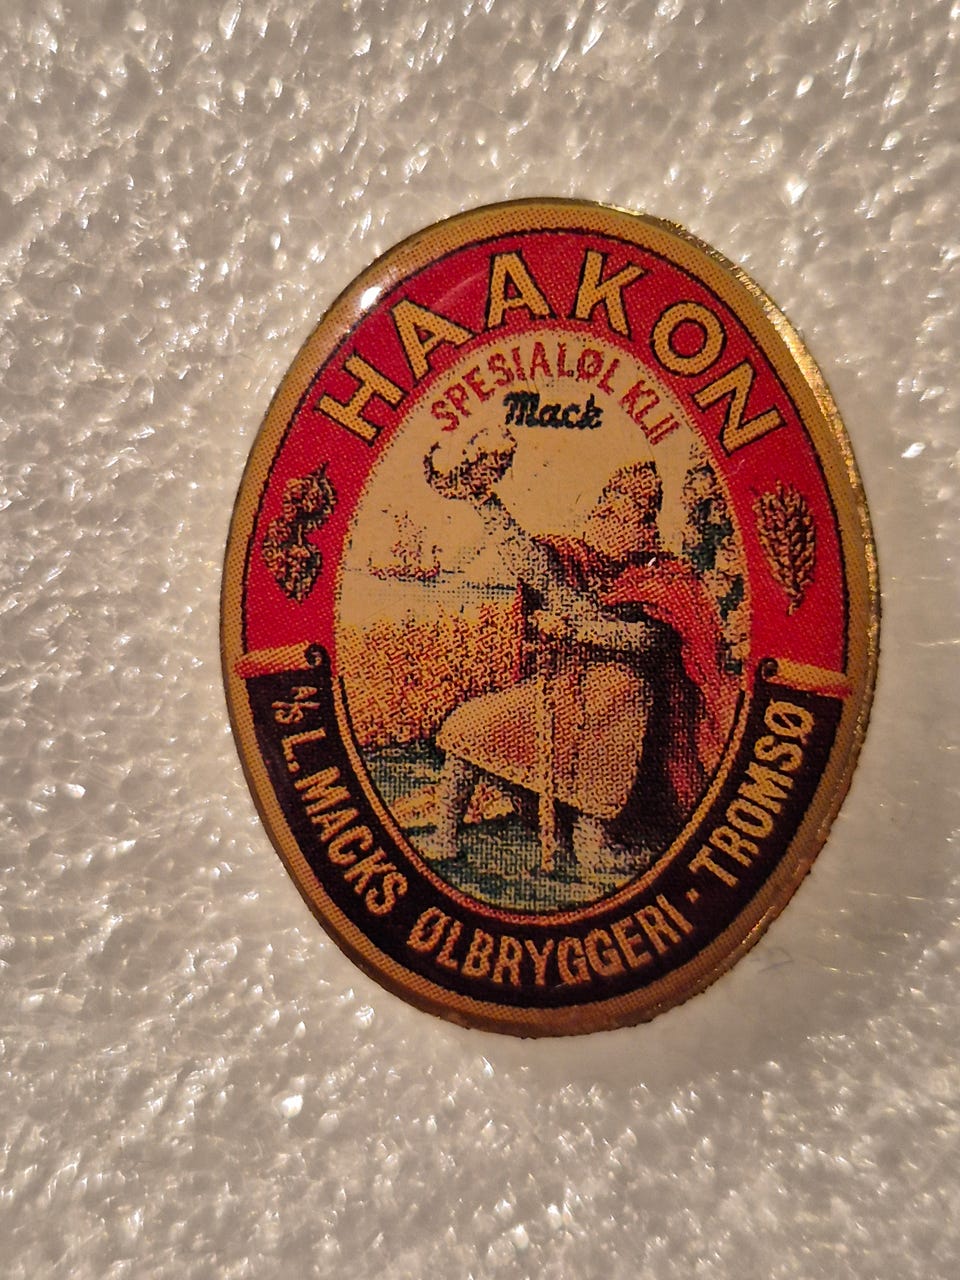 HAAKON
SPESIALØL KL II
Mack
A/S L. MACKS ØLBRYGGERI - TROMSØ